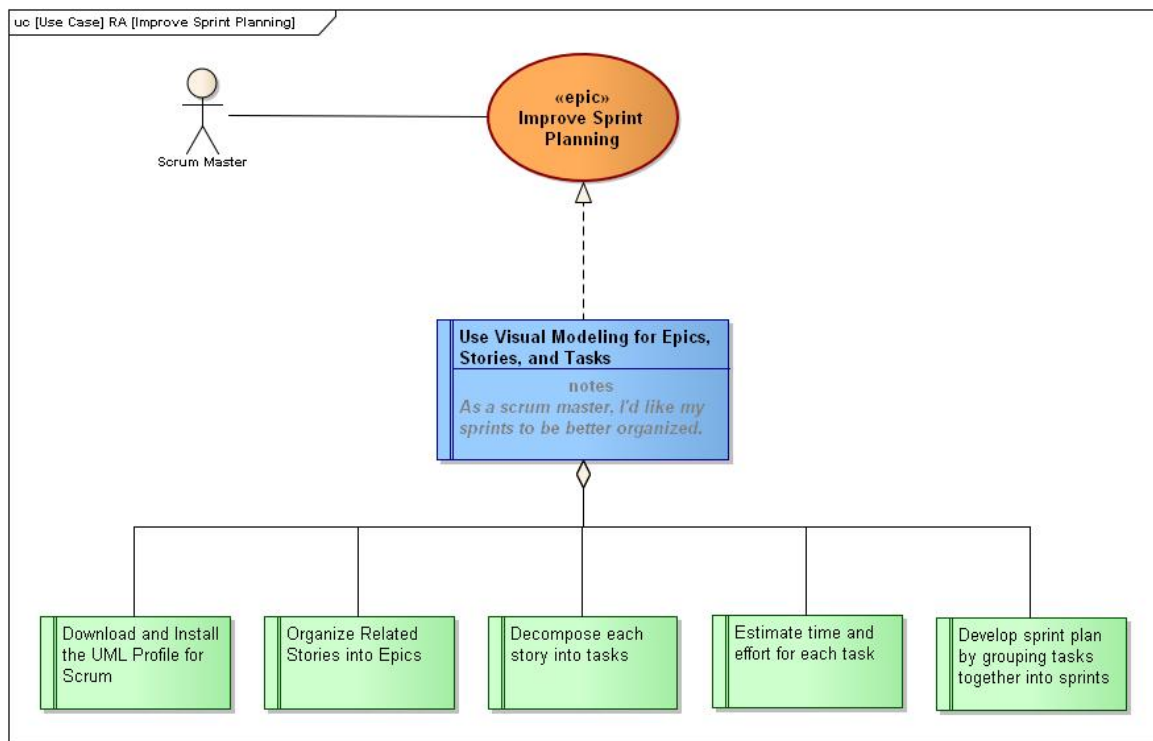 uc [Use Case] RA [Improve Sprint Planning]
«epic»
Improve Sprint
Planning
Scrum Master
Use Visual Modeling for Epics,
Stories, and Tasks
notes
As a scrum master, I'd like my
sprints to be better organized.
Download and Install
the UML Profile for
Scrum
Organize Related
Stories into Epics
Decompose each
story into tasks
Estimate time and
effort for each task
Develop sprint plan
by grouping tasks
together into sprints